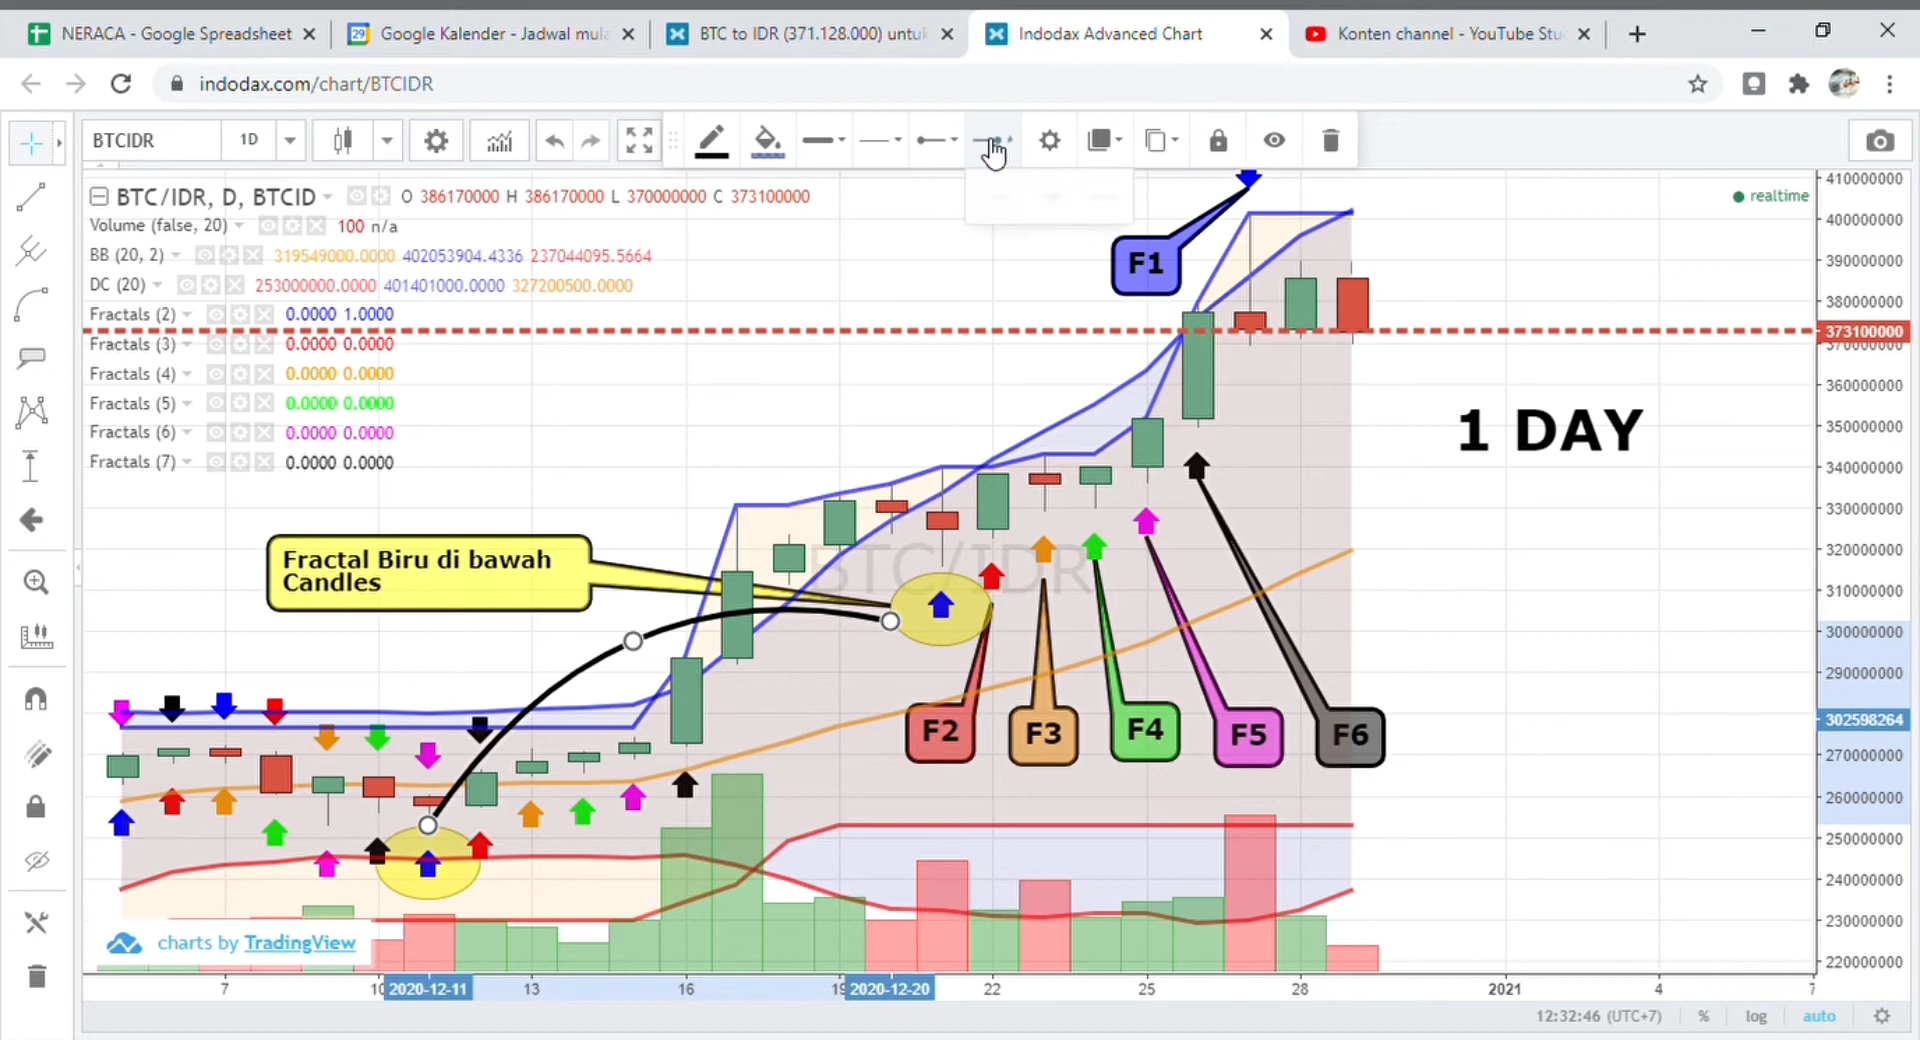 NERACA - Google Spreadsheet
Google Kalender - Jadwal mula
BTC to IDR (371.128.000) untuk
Indodax Advanced Chart
Konten channel - YouTube Stu
indodax.com/chart/BTCIDR
BTCIDR 1D
BTC/IDR, D, BTCID O 386170000 H 386170000 L 370000000 C 373100000
realtime
Volume (false, 20) 100 n/a
BB (20, 2) 319549000.0000 402053904.4336 237044095.5664
DC (20) 253000000.0000 401401000.0000 327200500.0000
Fractals (2) 0.0000 1.0000
Fractals (3) 0.0000 0.0000
Fractals (4) 0.0000 0.0000
Fractals (5) 0.0000 0.0000
Fractals (6) 0.0000 0.0000
Fractals (7) 0.0000 0.0000
F1
1 DAY
Fractal Biru di bawah
Candles
BTC/IDR
F2
F3
F4
F5
F6
410000000
400000000
390000000
380000000
373100000
370000000
360000000
350000000
340000000
330000000
320000000
310000000
300000000
290000000
302598264
270000000
260000000
250000000
240000000
230000000
220000000
charts by TradingView
7 10 2020-12-11 13 16 19 2020-12-20 22 25 28 2021 4 7
12:32:46 (UTC+7) % log auto